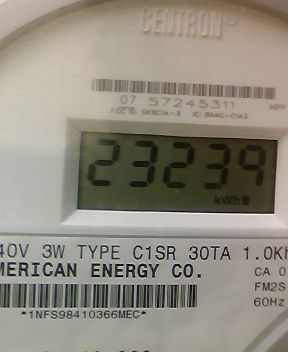 CENTRON
07 57245311
23239
kWh
40V 3W TYPE C1SR 30TA 1.0Kh
MERICAN ENERGY CO.
CA 0
FM2S
60Hz
*1NFS98410366MEC*